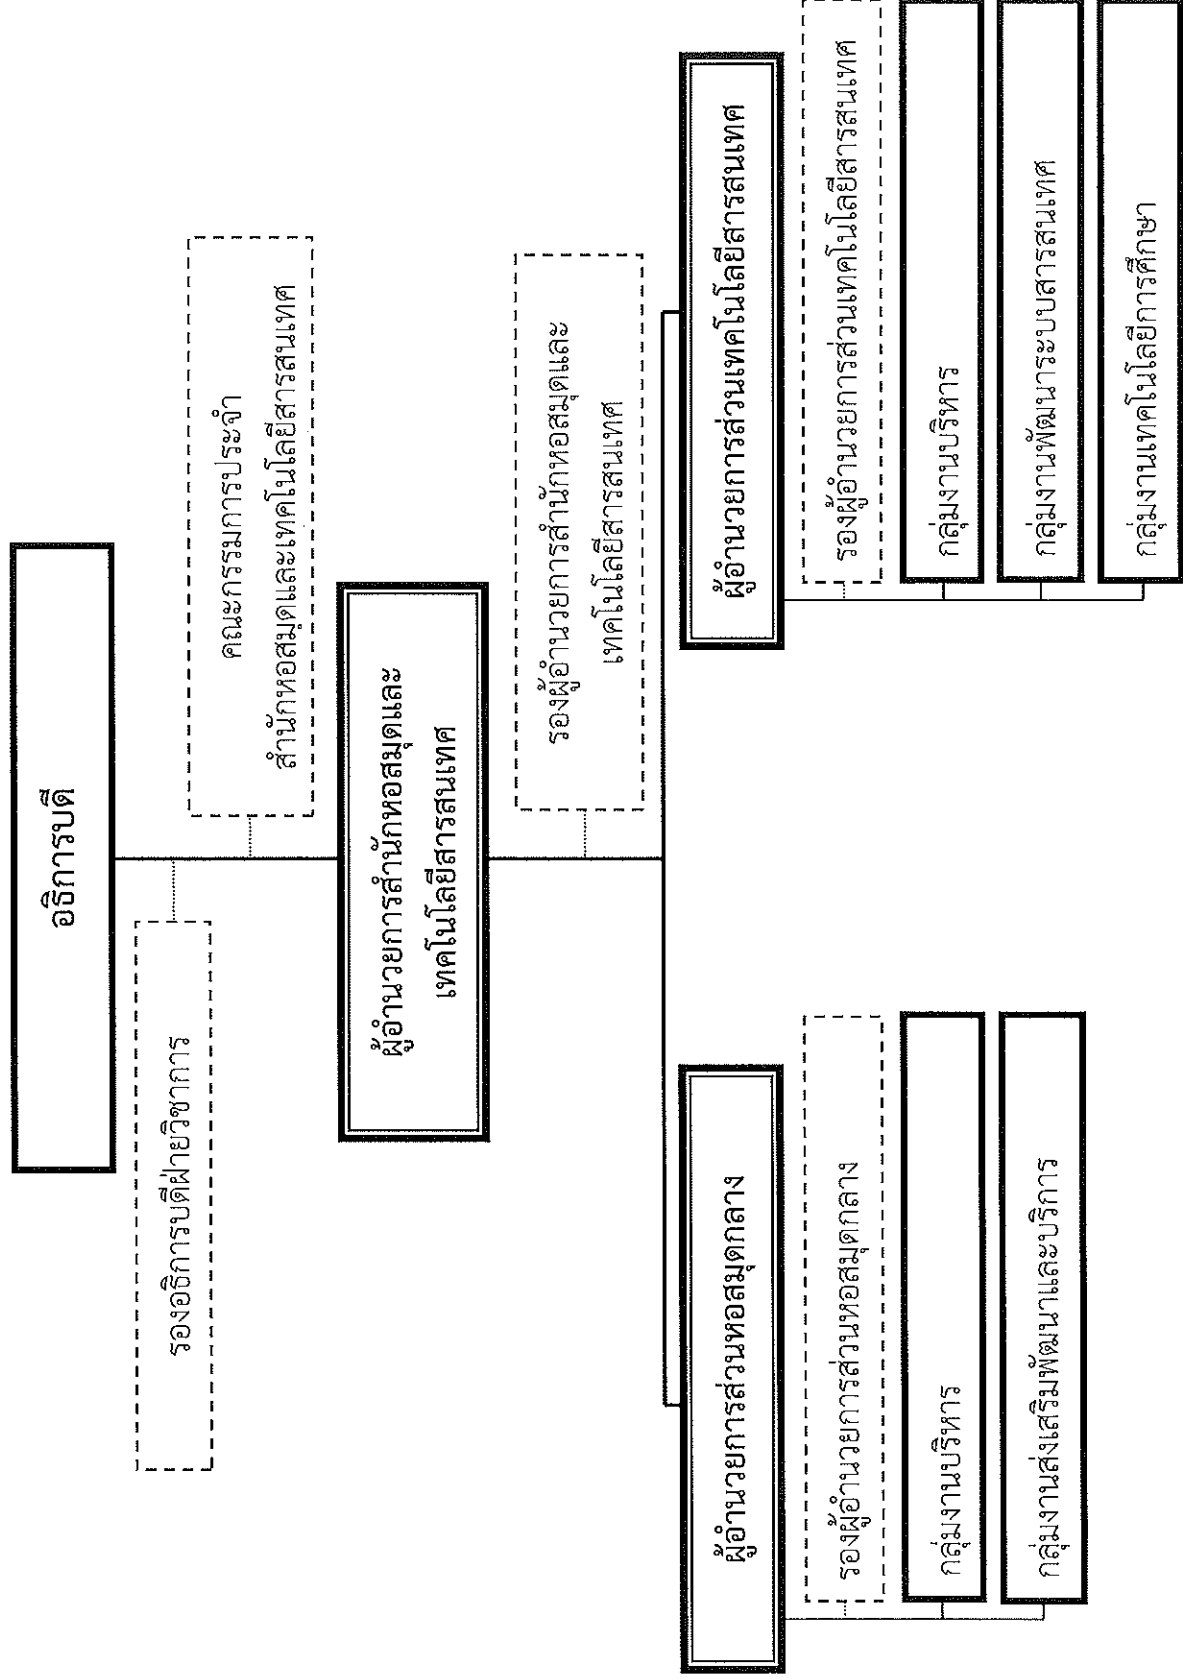 อธิการบดี
รองอธิการบดีฝ่ายวิชาการ
คณะกรรมการประจำ
สำนักหอสมุดและเทคโนโลยีสารสนเทศ
ผู้อำนวยการสำนักหอสมุดและ
เทคโนโลยีสารสนเทศ
รองผู้อำนวยการสำนักหอสมุดและ
เทคโนโลยีสารสนเทศ
ผู้อำนวยการส่วนหอสมุดกลาง
รองผู้อำนวยการส่วนหอสมุดกลาง
กลุ่มงานบริหาร
กลุ่มงานส่งเสริมพัฒนาและบริการ
ผู้อำนวยการส่วนเทคโนโลยีสารสนเทศ
รองผู้อำนวยการส่วนเทคโนโลยีสารสนเทศ
กลุ่มงานบริหาร
กลุ่มงานพัฒนาระบบสารสนเทศ
กลุ่มงานเทคโนโลยีการศึกษา